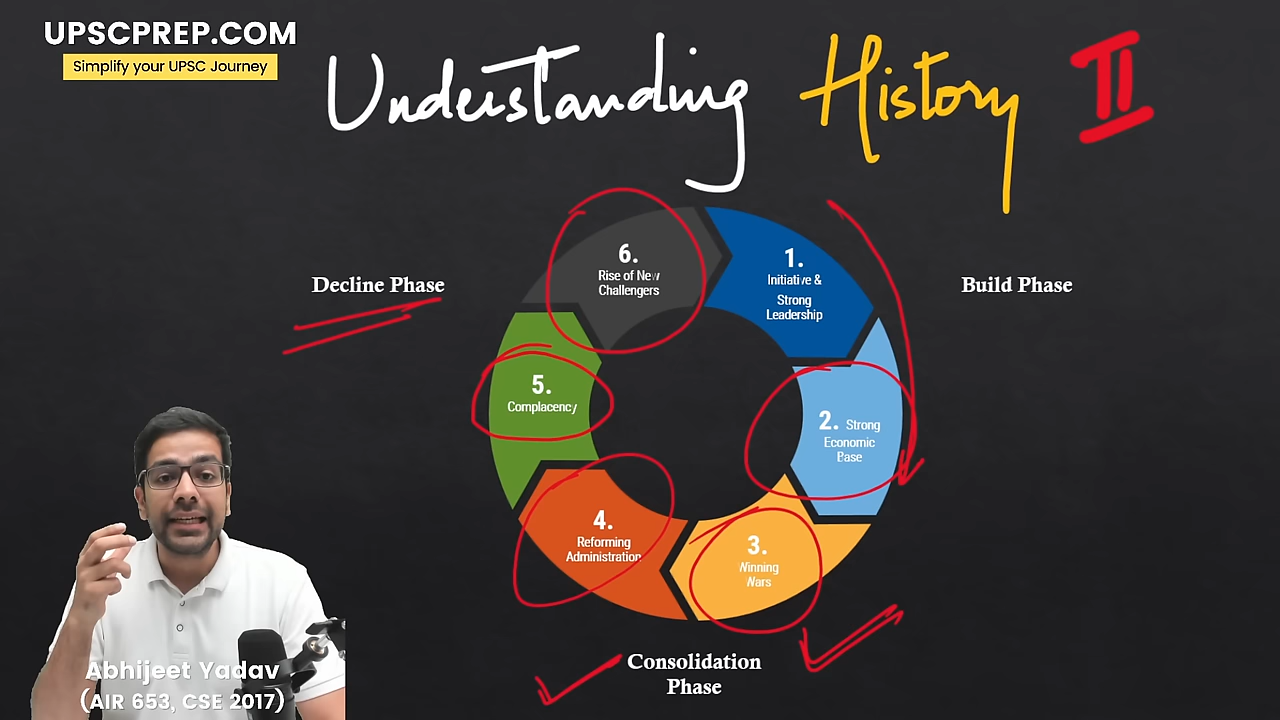 UPSCPREP.COM
Simplify your UPSC Journey
Understanding History II
Decline Phase
Build Phase
1.
Initiative &
Strong
Leadership
2. Strong
Economic
Base
3.
Winning
Wars
4.
Reforming
Administration
5.
Complacency
6.
Rise of New
Challengers
Consolidation
Phase
Abhijeet Yadav
(AIR 653, CSE 2017)